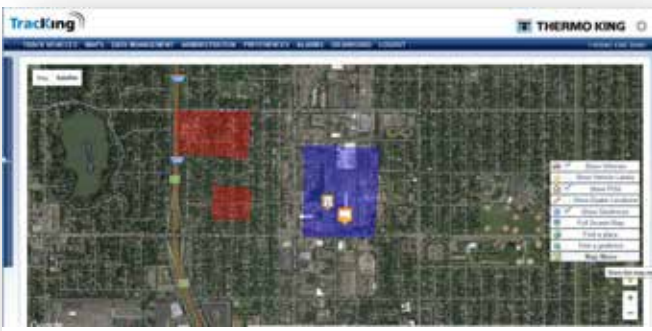 TracKing
THERMO KING
TRACK VEHICLES MAPS DATA MANAGEMENT ADMINISTRATION PREFERENCES ALARMS DASHBOARD LOGOUT
Map Satellite
Show Vehicles
Show Vehicle Labels
Show POIs
Show Dealer Locations
Show Geofences
Full Screen Map
Find a place
Find a geofence
Map Menu